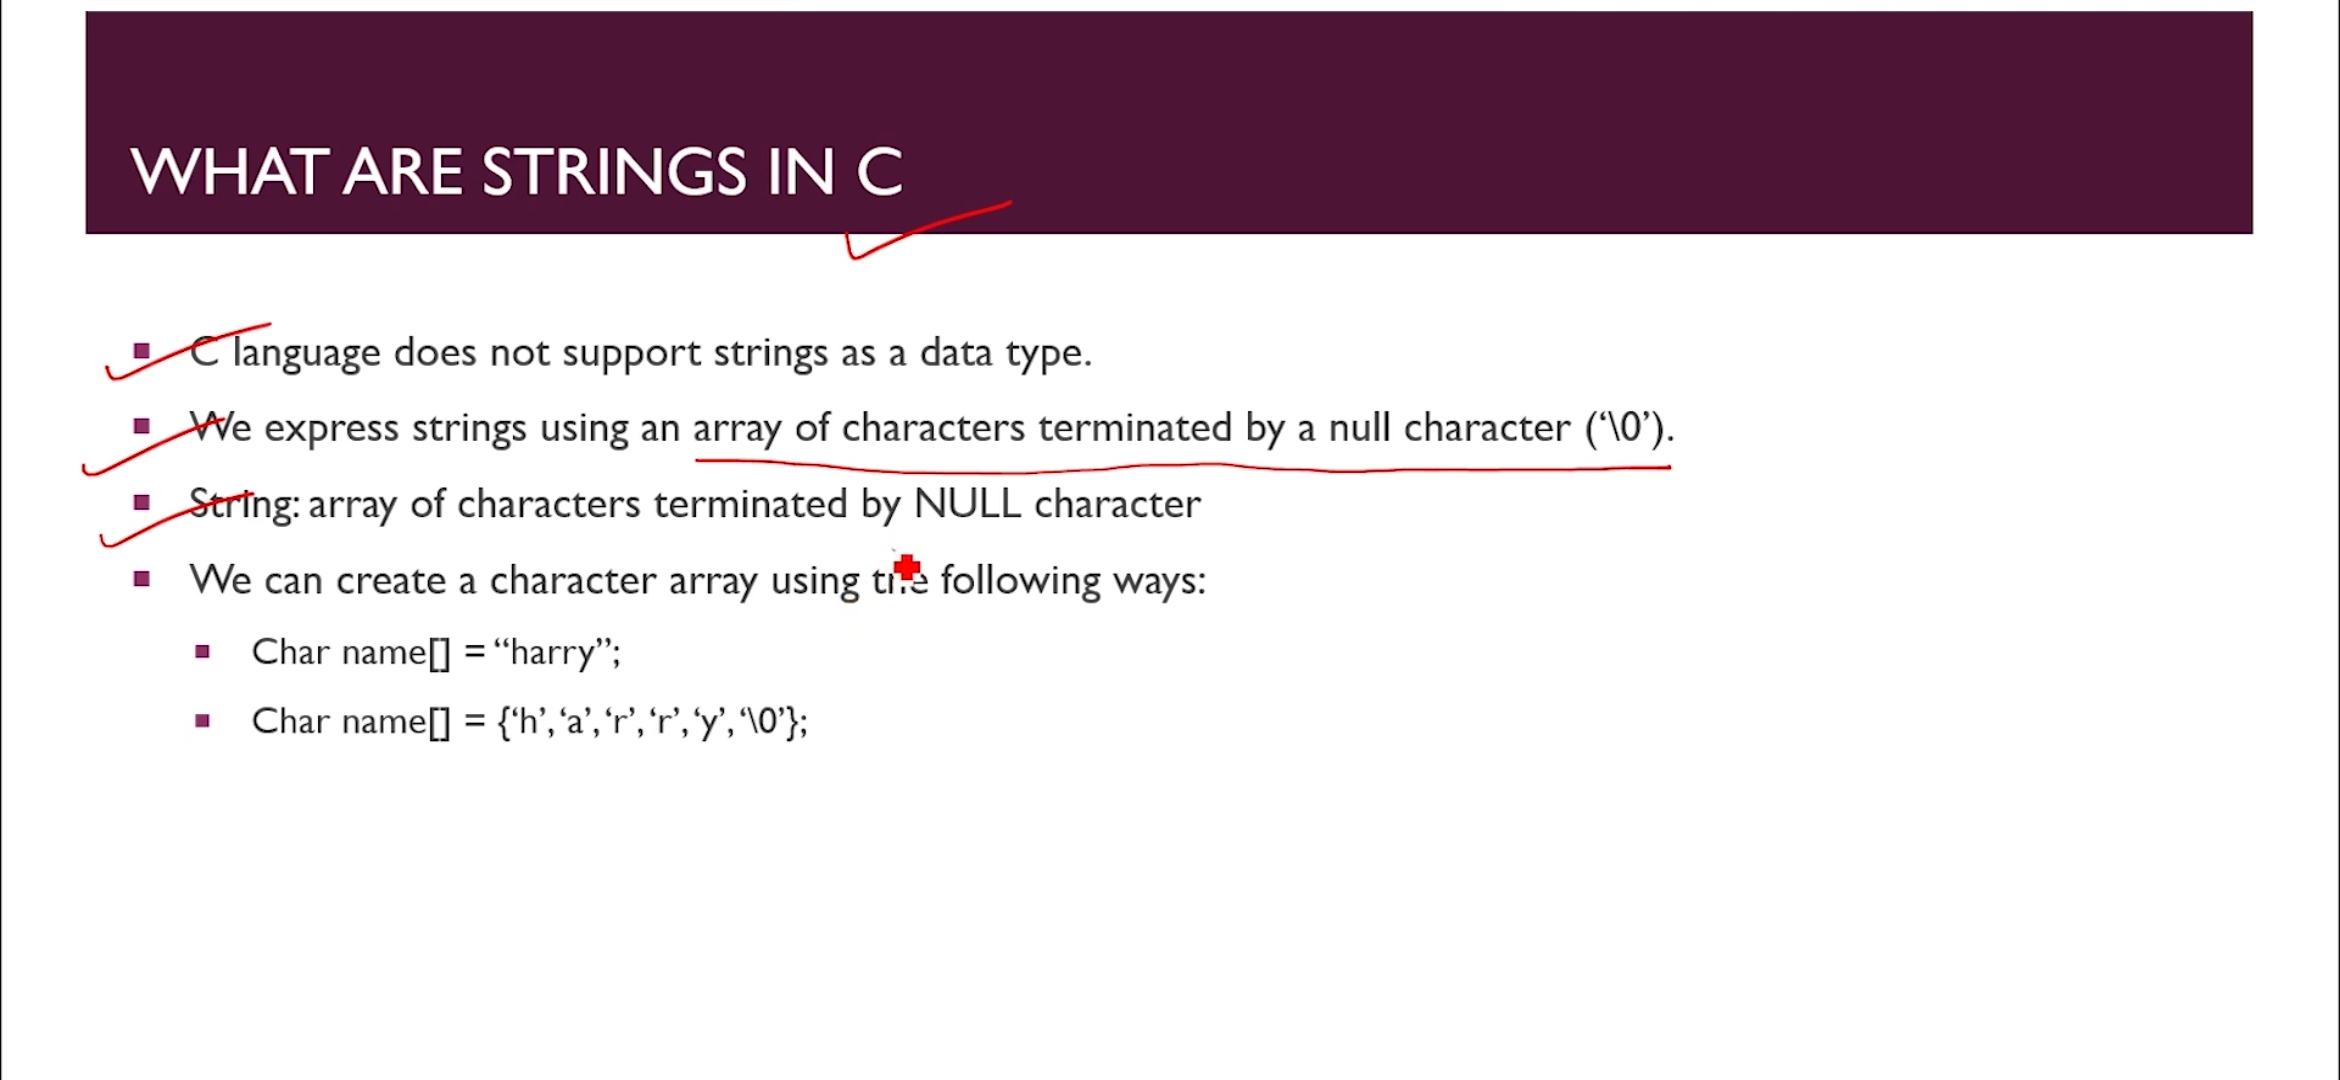 WHAT ARE STRINGS IN C
C language does not support strings as a data type.
We express strings using an array of characters terminated by a null character (‘\0’).
String: array of characters terminated by NULL character
We can create a character array using the following ways:
Char name[] = “harry”;
Char name[] = {‘h’, ‘a’, ‘r’, ‘r’, ‘y’, ‘\0’};